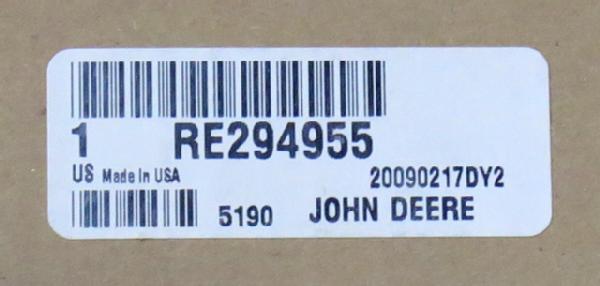 1 RE294955
US Made In USA 20090217DY2
5190 JOHN DEERE